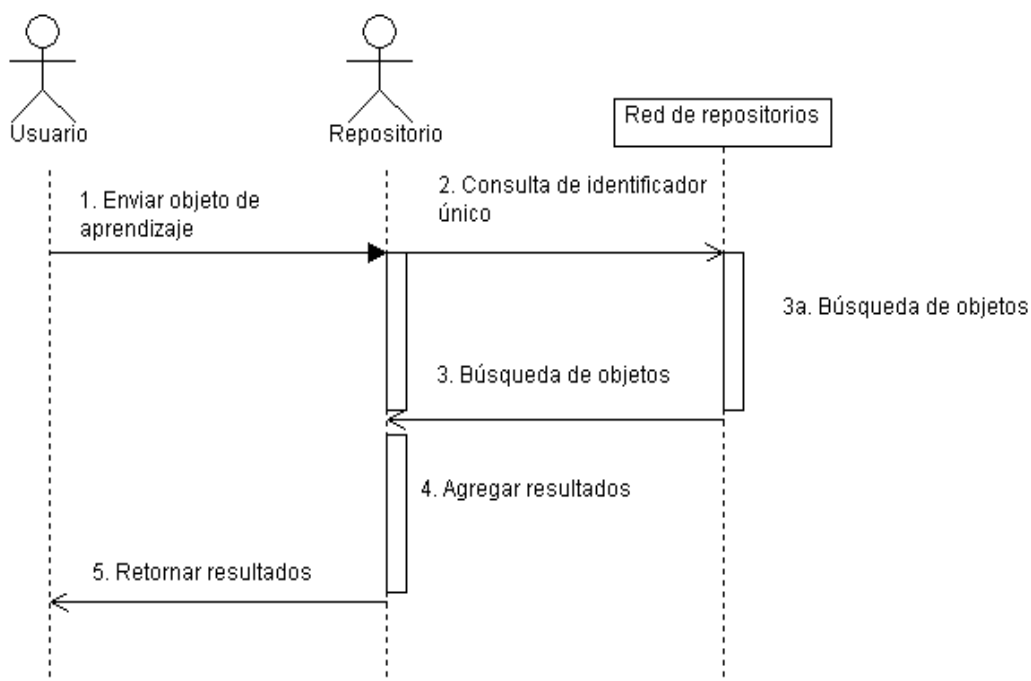 Usuario
Repositorio
Red de repositorios
1. Enviar objeto de
aprendizaje
2. Consulta de identificador
único
3a. Búsqueda de objetos
3. Búsqueda de objetos
4. Agregar resultados
5. Retornar resultados